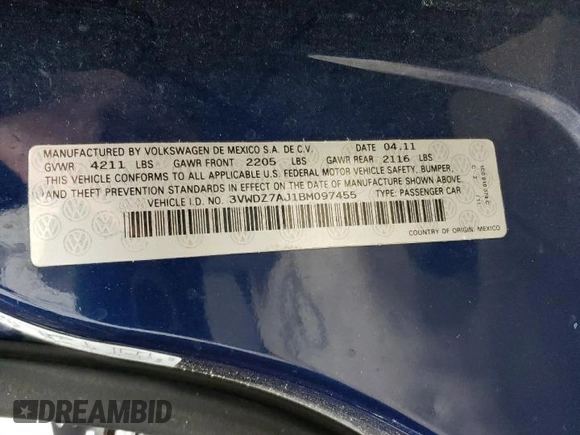 MANUFACTURED BY VOLKSWAGEN DE MEXICO S.A. DE C.V. DATE 04.11
GVWR 4211 LBS GAWR FRONT 2205 LBS GAWR REAR 2116 LBS
THIS VEHICLE CONFORMS TO ALL APPLICABLE U.S. FEDERAL MOTOR VEHICLE SAFETY, BUMPER,
AND THEFT PREVENTION STANDARDS IN EFFECT ON THE DATE OF MANUFACTURE SHOWN ABOVE.
VEHICLE I.D. NO. 3VWDZ7AJ1BM097455 TYPE: PASSENGER CAR
COUNTRY OF ORIGIN: MEXICO
DREAMBID